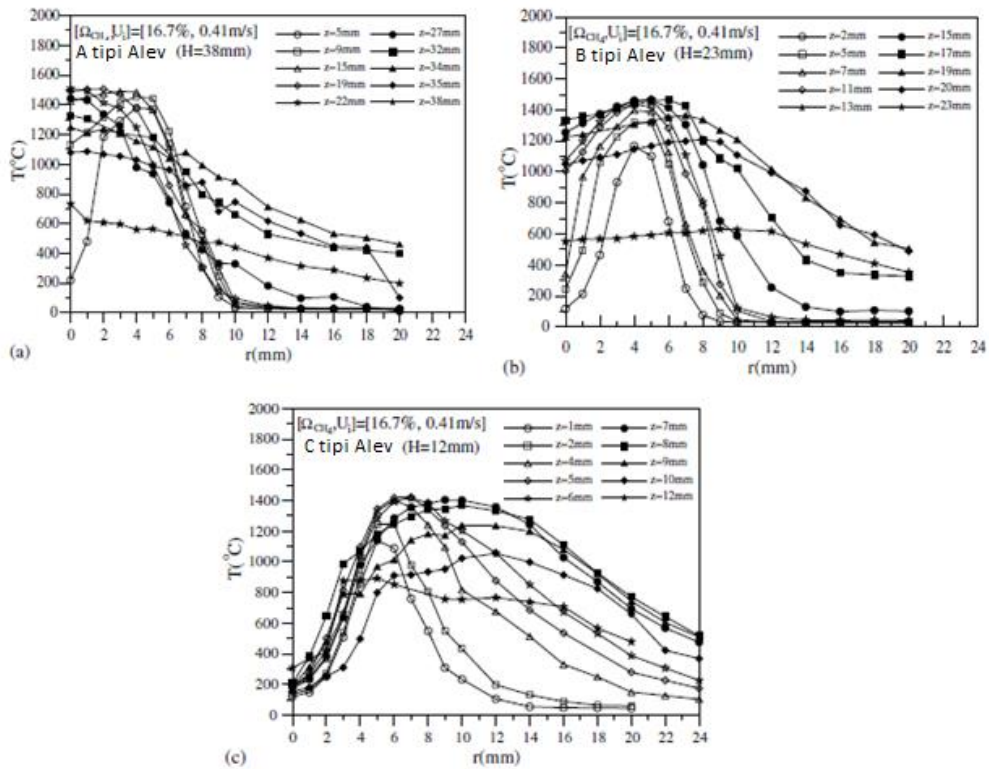 [Ω_CH₄,U_i]=[16.7%, 0.41m/s]
A tipi Alev (H=38mm)
z=5mm z=27mm
z=9mm z=32mm
z=15mm z=34mm
z=19mm z=35mm
z=22mm z=38mm
2000
1800
1600
1400
1200
1000
800
600
400
200
0
T(°C)
0 2 4 6 8 10 12 14 16 18 20 22 24
r(mm)
(a)
[Ω_CH₄,U_i]=[16.7%, 0.41m/s]
B tipi Alev (H=23mm)
z=2mm z=15mm
z=5mm z=17mm
z=7mm z=19mm
z=11mm z=20mm
z=13mm z=23mm
2000
1800
1600
1400
1200
1000
800
600
400
200
0
T(°C)
0 2 4 6 8 10 12 14 16 18 20 22 24
r(mm)
(b)
[Ω_CH₄,U_i]=[16.7%, 0.41m/s]
C tipi Alev (H=12mm)
z=1mm z=7mm
z=2mm z=8mm
z=4mm z=9mm
z=5mm z=10mm
z=6mm z=12mm
2000
1800
1600
1400
1200
1000
800
600
400
200
0
T(°C)
0 2 4 6 8 10 12 14 16 18 20 22 24
r(mm)
(c)